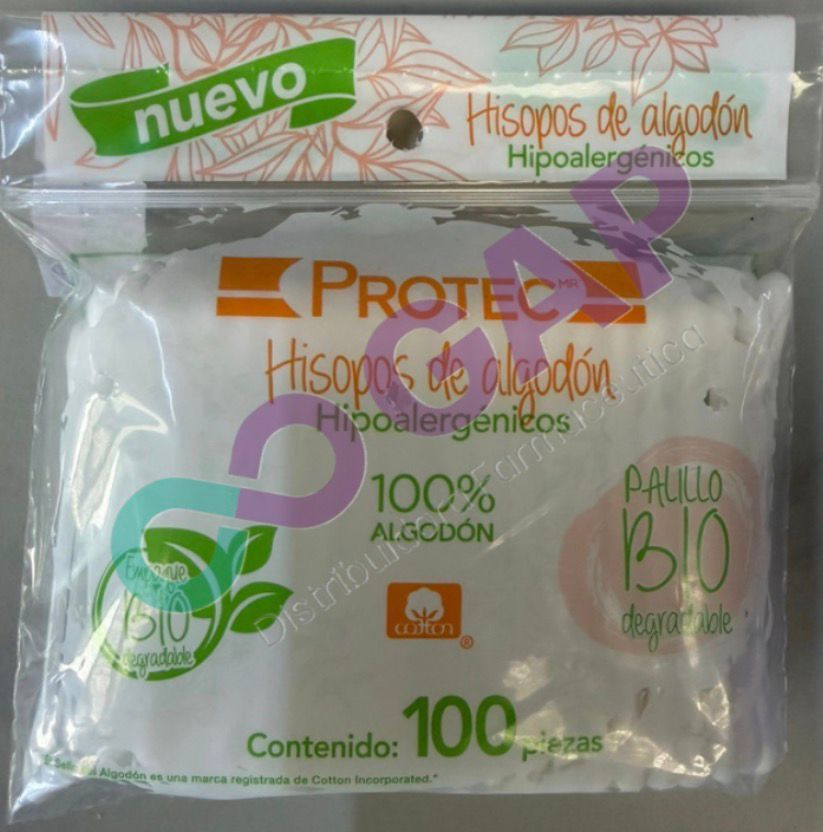 nuevo
Hisopos de algodón
Hipoalergénicos
PROTEC MR
Hisopos de algodón
Hipoalergénicos
100%
ALGODÓN
PALILLO
BIO
degradable
Empaque
BIO
degradable
cotton
®
Contenido: 100 piezas
Algodón es una marca registrada de Cotton Incorporated."
GAP
Distribuidora Farmacéutica